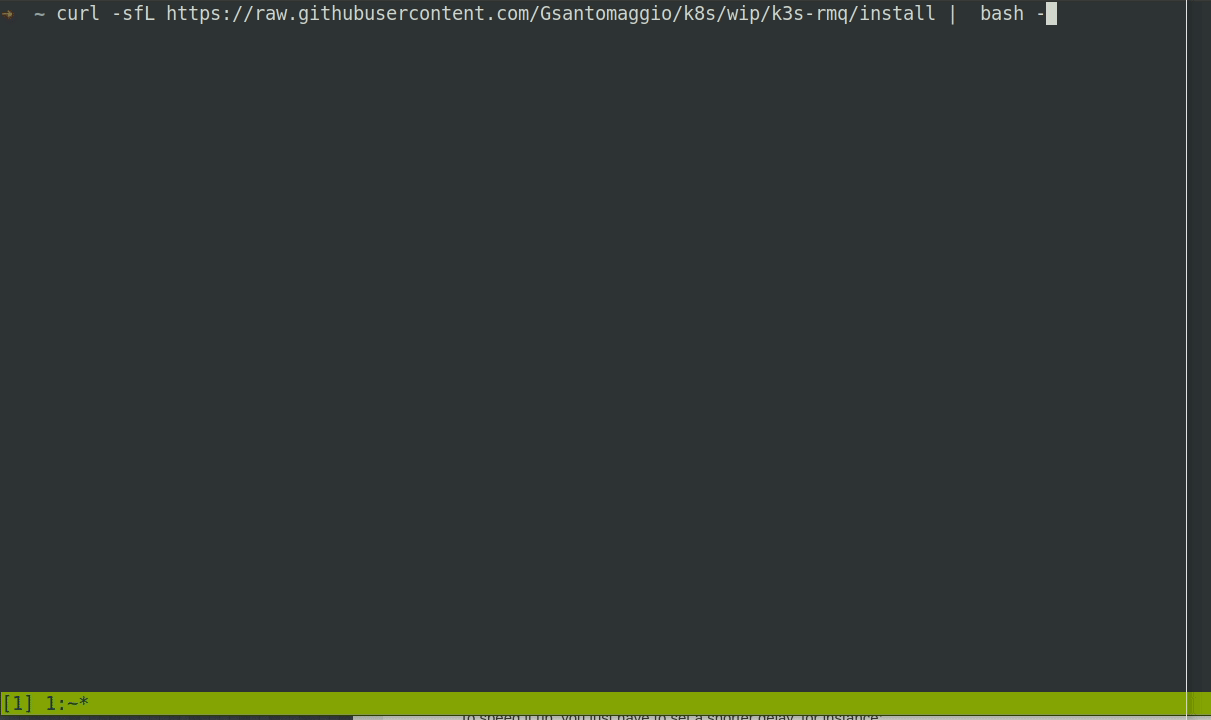 ➜  ~ curl -sfL https://raw.githubusercontent.com/Gsantomaggio/k8s/wip/k3s-rmq/install |  bash -
[1] 1:~*
To speed it up, you just have to set a shorter delay, for instance: